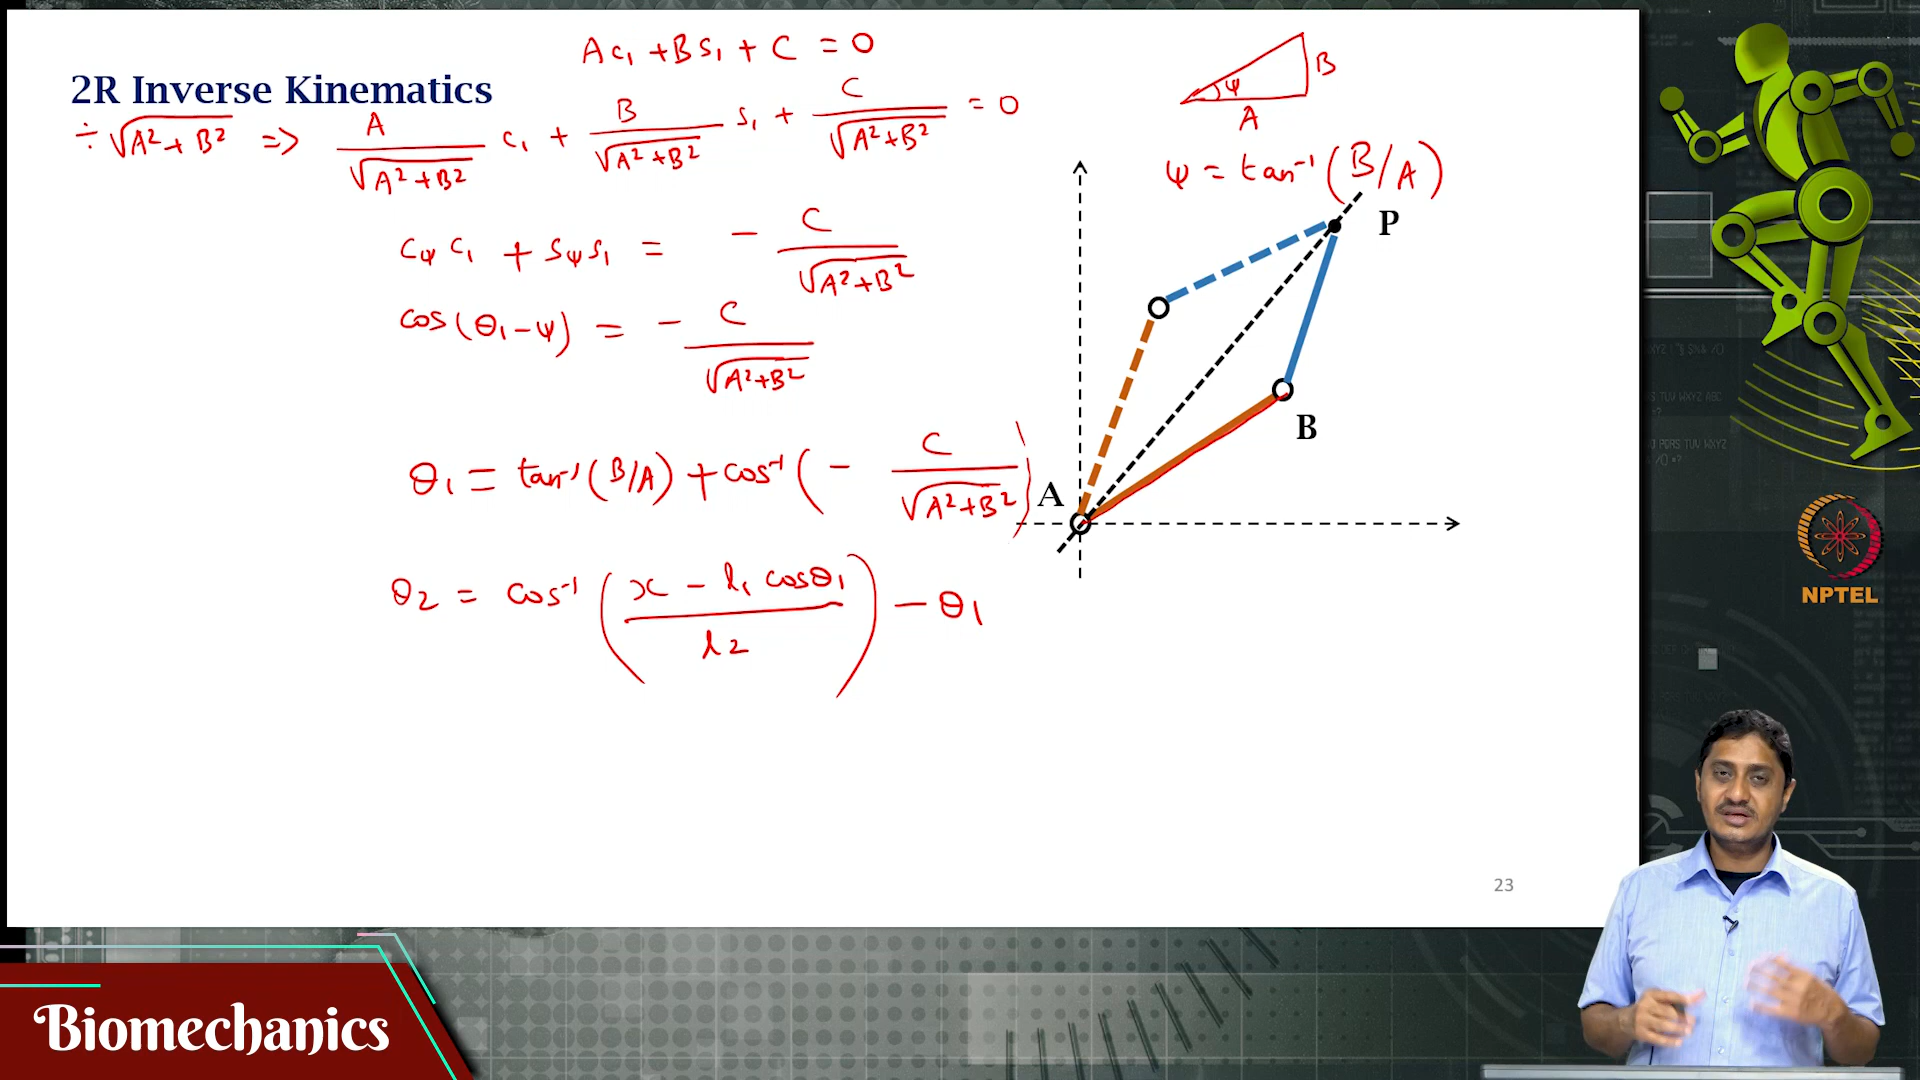 2R Inverse Kinematics
Ac₁ + Bs₁ + C = 0
÷ √(A² + B²) => A/√(A² + B²) c₁ + B/√(A² + B²) s₁ + C/√(A² + B²) = 0
cψ c₁ + sψ s₁ = - C/√(A² + B²)
cos(θ₁ - ψ) = - C/√(A² + B²)
θ₁ = tan⁻¹(B/A) + cos⁻¹(- C/√(A² + B²))
θ₂ = cos⁻¹((x - l₁ cosθ₁)/l₂) - θ₁
ψ
B
A
ψ = tan⁻¹(B/A)
P
B
A
23
NPTEL
Biomechanics